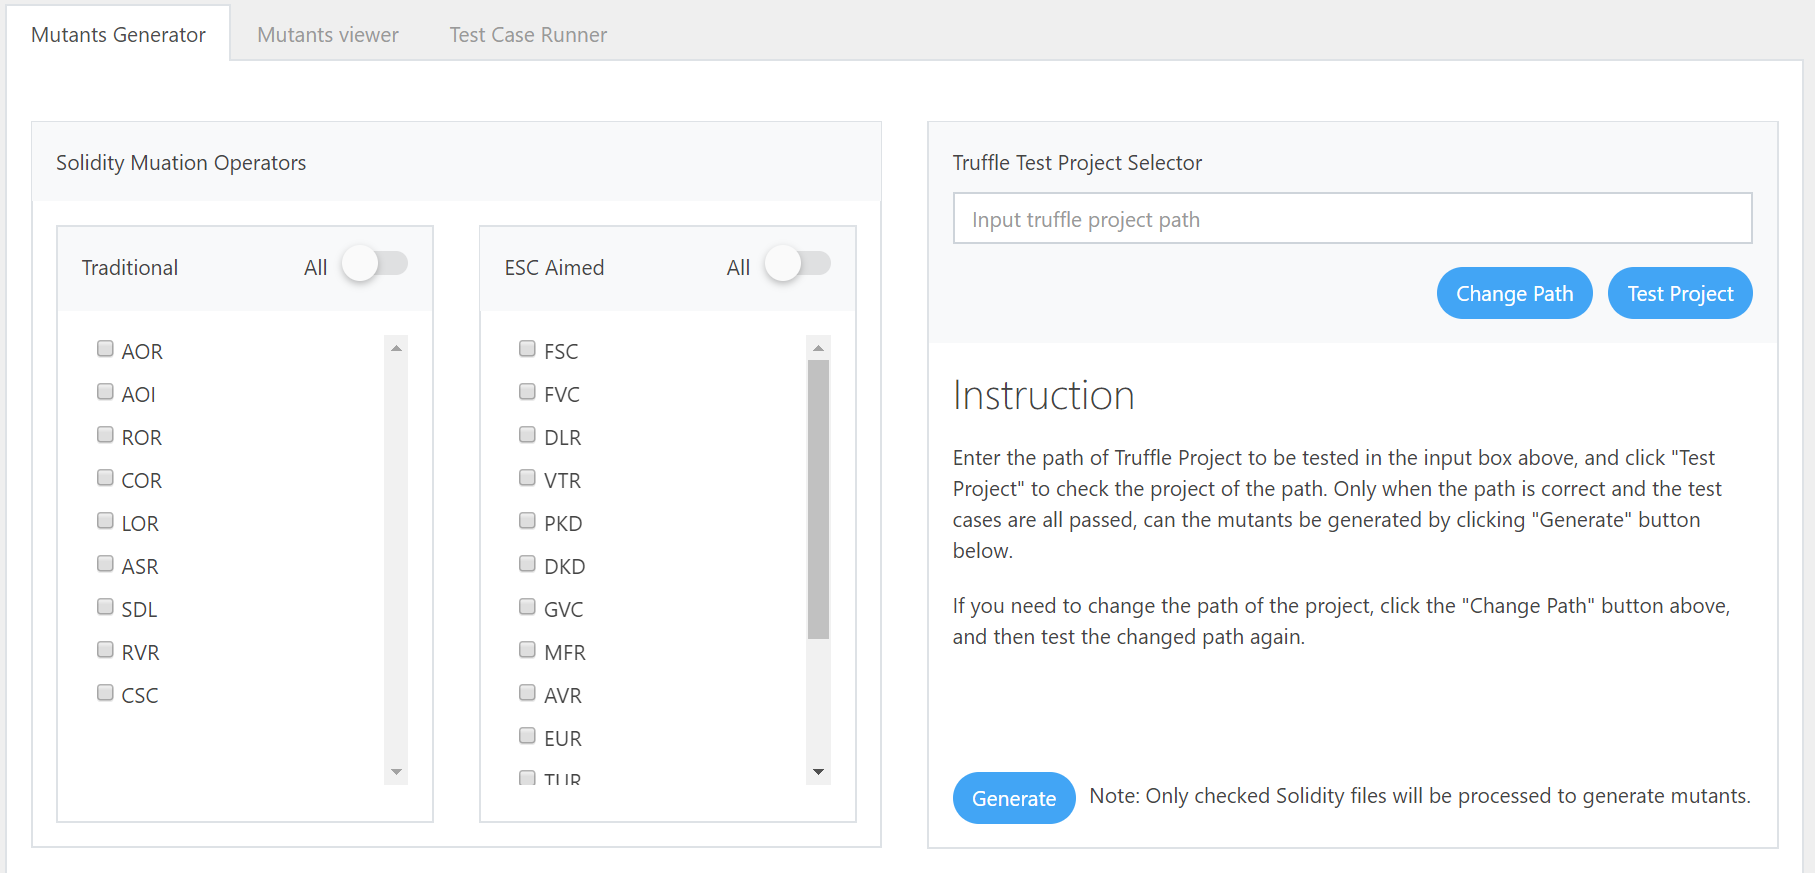 Mutants Generator
Mutants viewer
Test Case Runner
Solidity Muation Operators
Traditional
All
AOR
AOI
ROR
COR
LOR
ASR
SDL
RVR
CSC
ESC Aimed
All
FSC
FVC
DLR
VTR
PKD
DKD
GVC
MFR
AVR
EUR
TUR
Truffle Test Project Selector
Input truffle project path
Change Path
Test Project
Instruction
Enter the path of Truffle Project to be tested in the input box above, and click "Test
Project" to check the project of the path. Only when the path is correct and the test
cases are all passed, can the mutants be generated by clicking "Generate" button
below.
If you need to change the path of the project, click the "Change Path" button above,
and then test the changed path again.
Generate
Note: Only checked Solidity files will be processed to generate mutants.